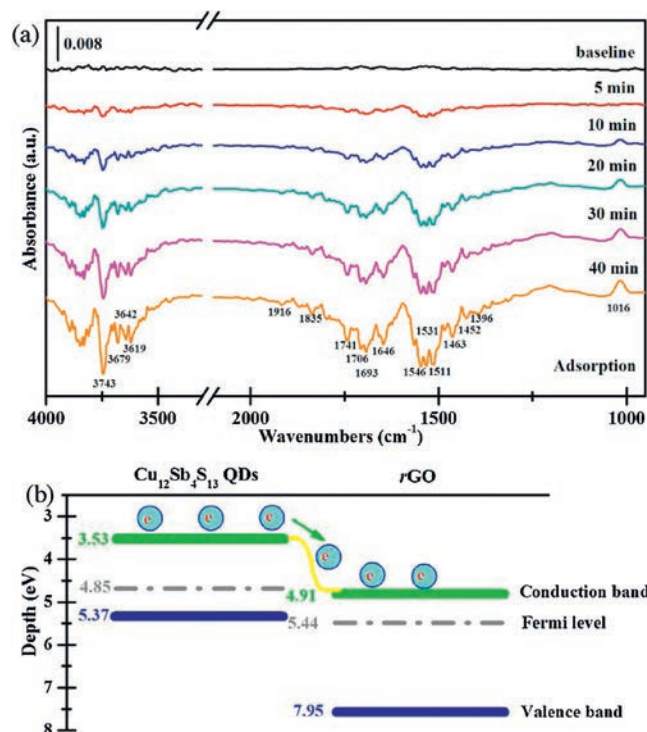 (a)
0.008
baseline
5 min
10 min
20 min
30 min
40 min
Adsorption
Absorbance (a.u.)
3743
3679
3642
3619
1916
1835
1741
1706
1693
1646
1546
1531
1511
1463
1452
1396
1016
4000 3500 2000 1500 1000
Wavenumbers (cm⁻¹)
(b)
Cu₁₂Sb₄S₁₃ QDs rGO
Depth (eV)
3
4
5
6
7
8
e⁻ e⁻ e⁻
e⁻ e⁻ e⁻
3.53
4.85
5.37
4.91 Conduction band
5.44 Fermi level
7.95 Valence band